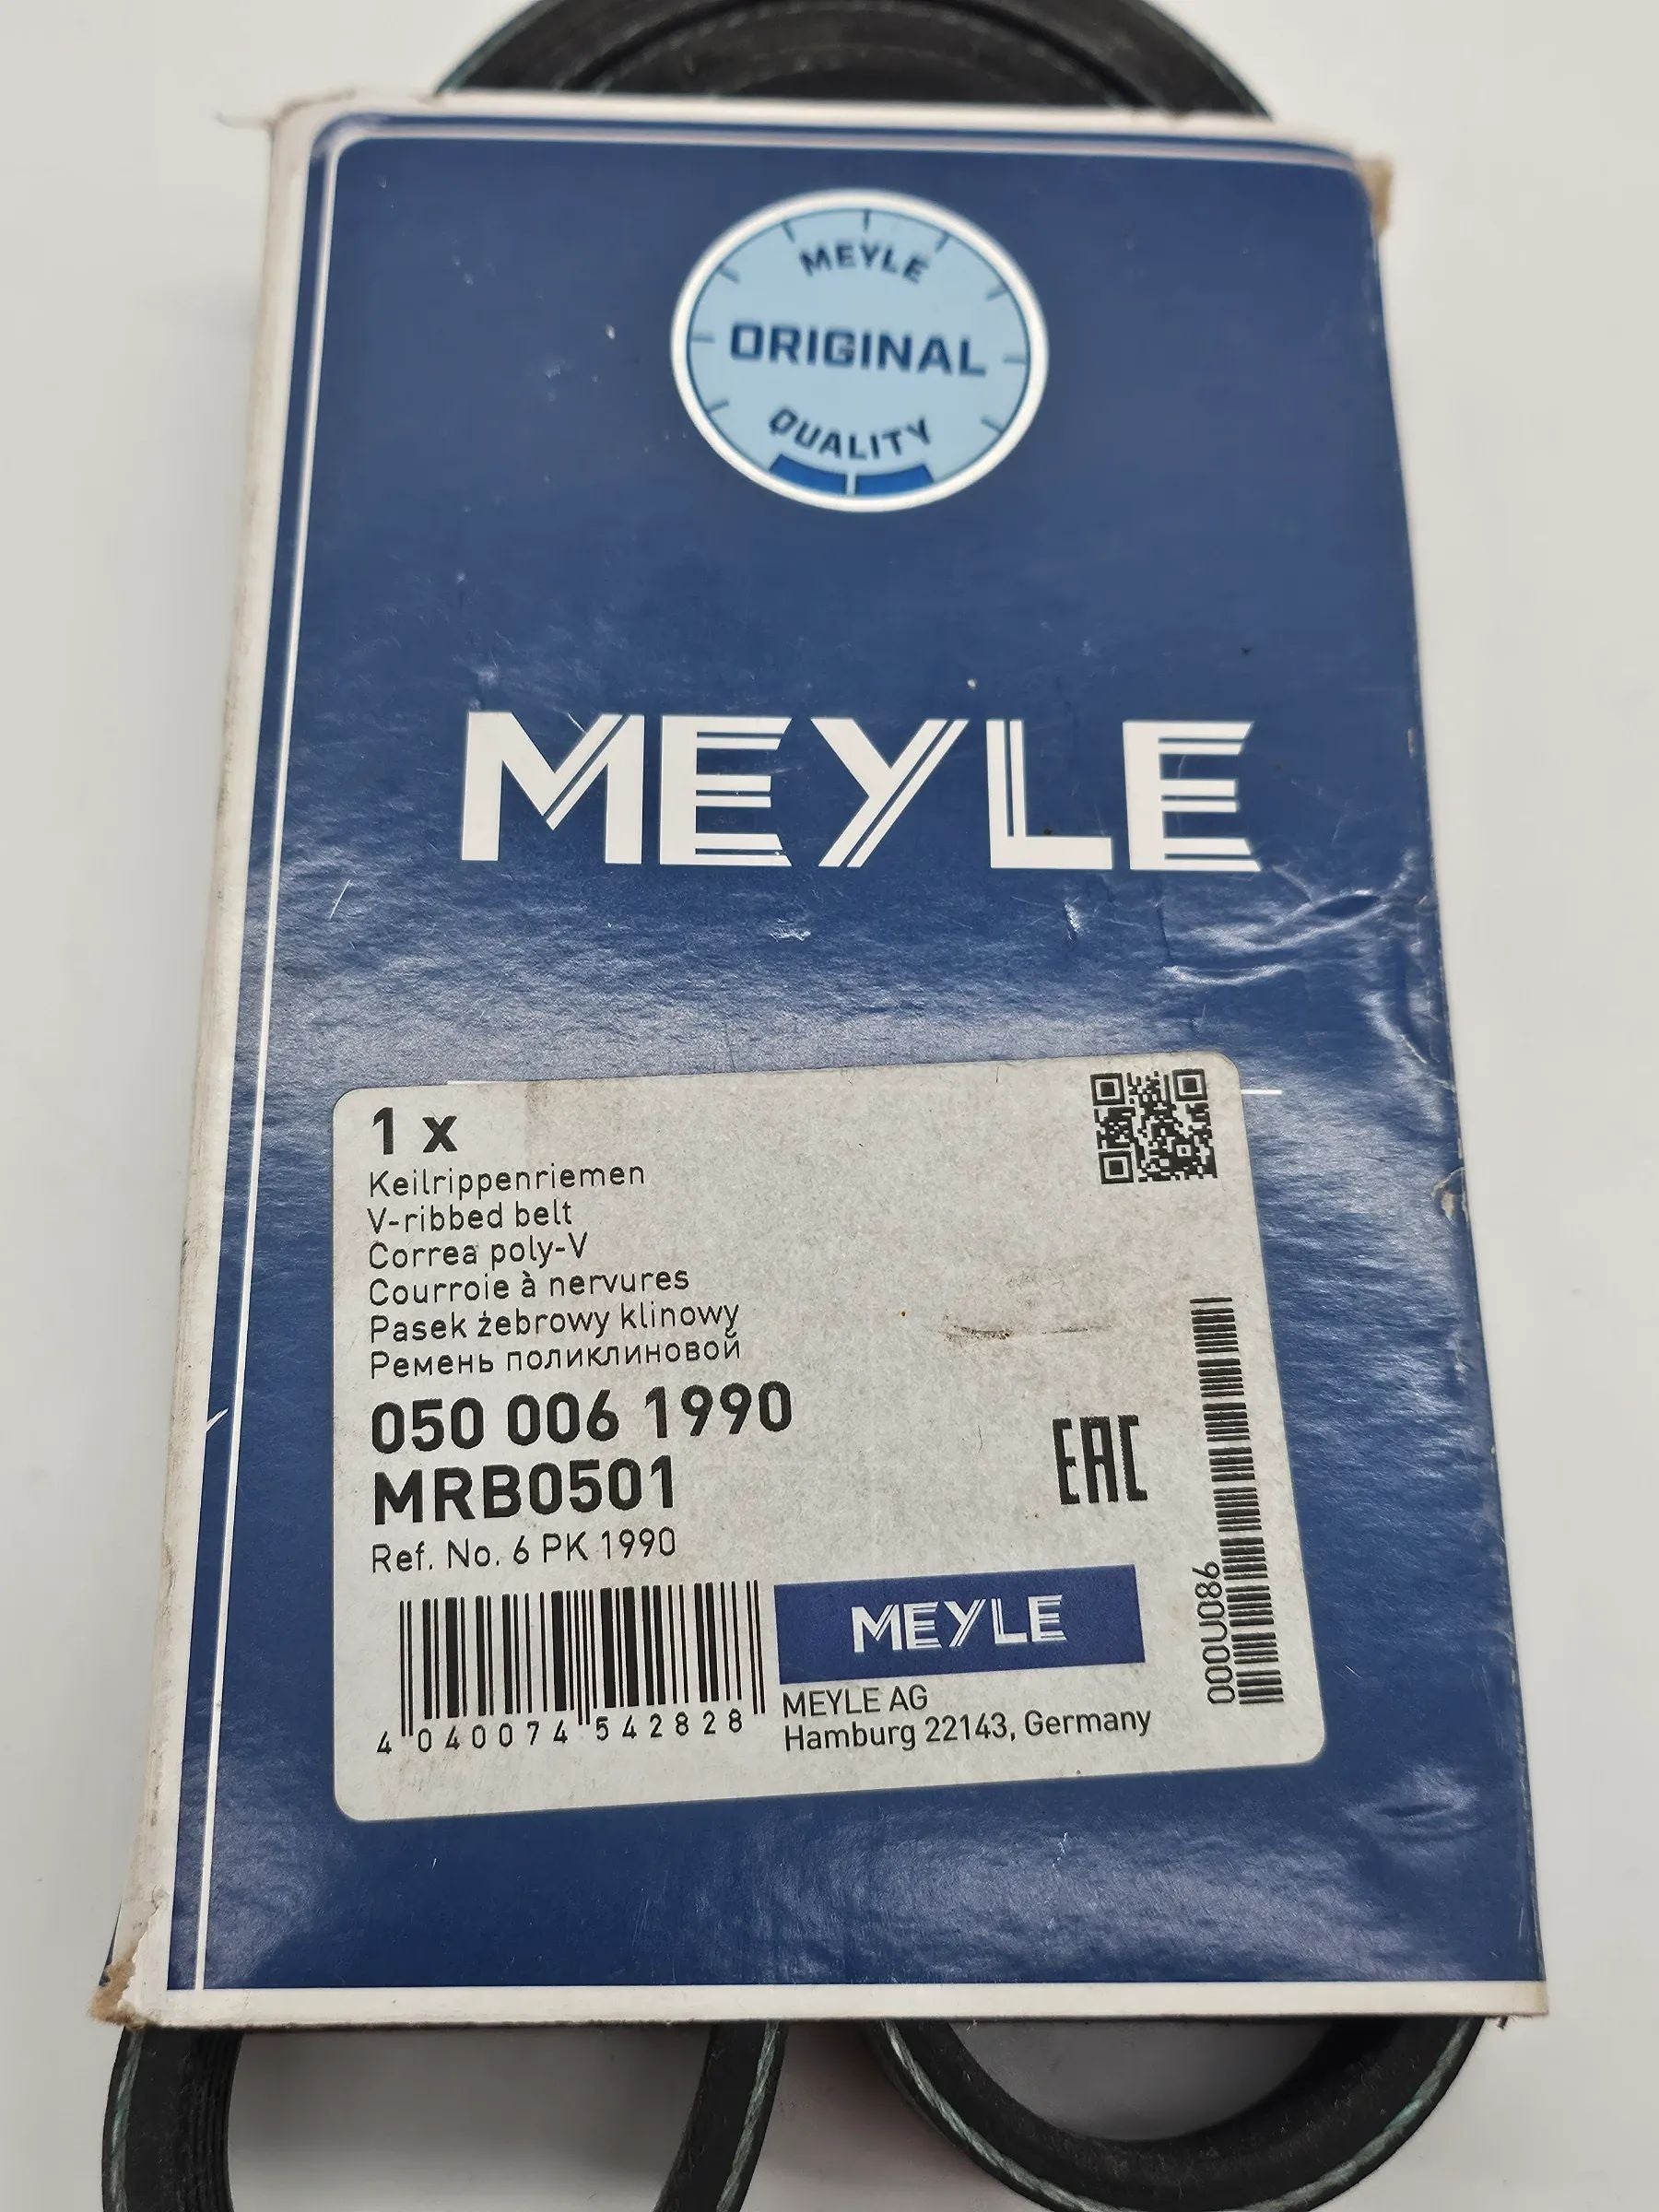 MEYLE
ORIGINAL
QUALITY
MEYLE
1 x
Keilrippenriemen
V-ribbed belt
Correa poly-V
Courroie à nervures
Pasek żebrowy klinowy
Ремень поликлиновой
050 006 1990
MRB0501
Ref. No. 6 PK 1990
EAC
000U086
4 040074 542828
MEYLE
MEYLE AG
Hamburg 22143, Germany